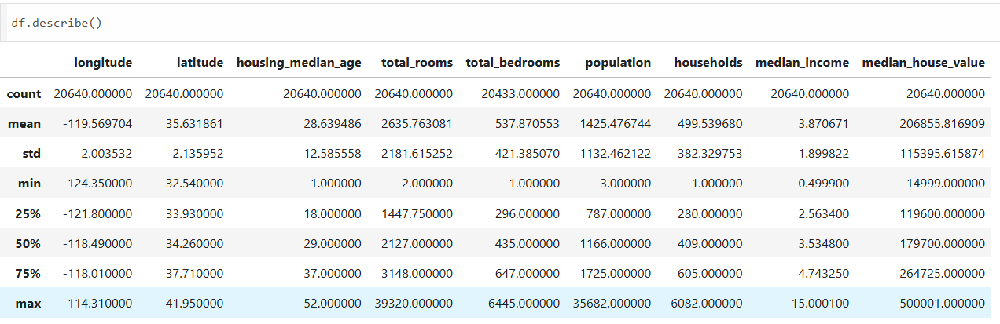 df.describe()
longitude latitude housing_median_age total_rooms total_bedrooms population households median_income median_house_value
count 20640.000000 20640.000000 20640.000000 20640.000000 20433.000000 20640.000000 20640.000000 20640.000000 20640.000000
mean -119.569704 35.631861 28.639486 2635.763081 537.870553 1425.476744 499.539680 3.870671 206855.816909
std 2.003532 2.135952 12.585558 2181.615252 421.385070 1132.462122 382.329753 1.899822 115395.615874
min -124.350000 32.540000 1.000000 2.000000 1.000000 3.000000 1.000000 0.499900 14999.000000
25% -121.800000 33.930000 18.000000 1447.750000 296.000000 787.000000 280.000000 2.563400 119600.000000
50% -118.490000 34.260000 29.000000 2127.000000 435.000000 1166.000000 409.000000 3.534800 179700.000000
75% -118.010000 37.710000 37.000000 3148.000000 647.000000 1725.000000 605.000000 4.743250 264725.000000
max -114.310000 41.950000 52.000000 39320.000000 6445.000000 35682.000000 6082.000000 15.000100 500001.000000